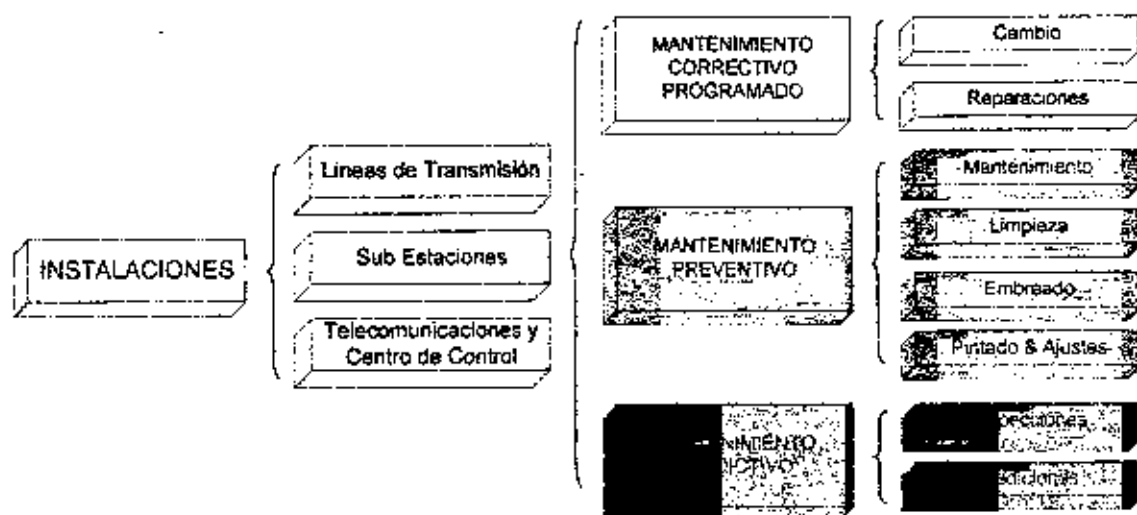 INSTALACIONES
Líneas de Transmisión
Sub Estaciones
Telecomunicaciones y
Centro de Control
MANTENIMIENTO
CORRECTIVO
PROGRAMADO
Cambio
Reparaciones
MANTENIMIENTO
PREVENTIVO
Mantenimiento
Limpieza
Embreado
Pintado & Ajustes